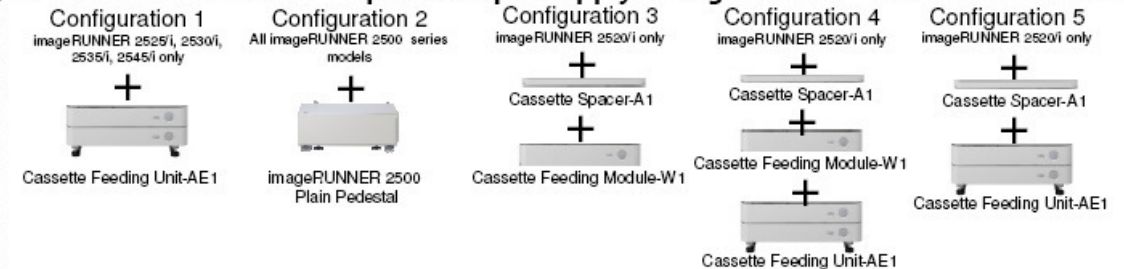 Configuration 1
imageRUNNER 2525/i, 2530/i,
2535/i, 2545/i only
+
Cassette Feeding Unit-AE1
Configuration 2
All imageRUNNER 2500 series
models
+
imageRUNNER 2500
Plain Pedestal
Configuration 3
imageRUNNER 2520/i only
+
Cassette Spacer-A1
+
Cassette Feeding Module-W1
Configuration 4
imageRUNNER 2520/i only
+
Cassette Spacer-A1
+
Cassette Feeding Module-W1
+
Cassette Feeding Unit-AE1
Configuration 5
imageRUNNER 2520/i only
+
Cassette Spacer-A1
+
Cassette Feeding Unit-AE1